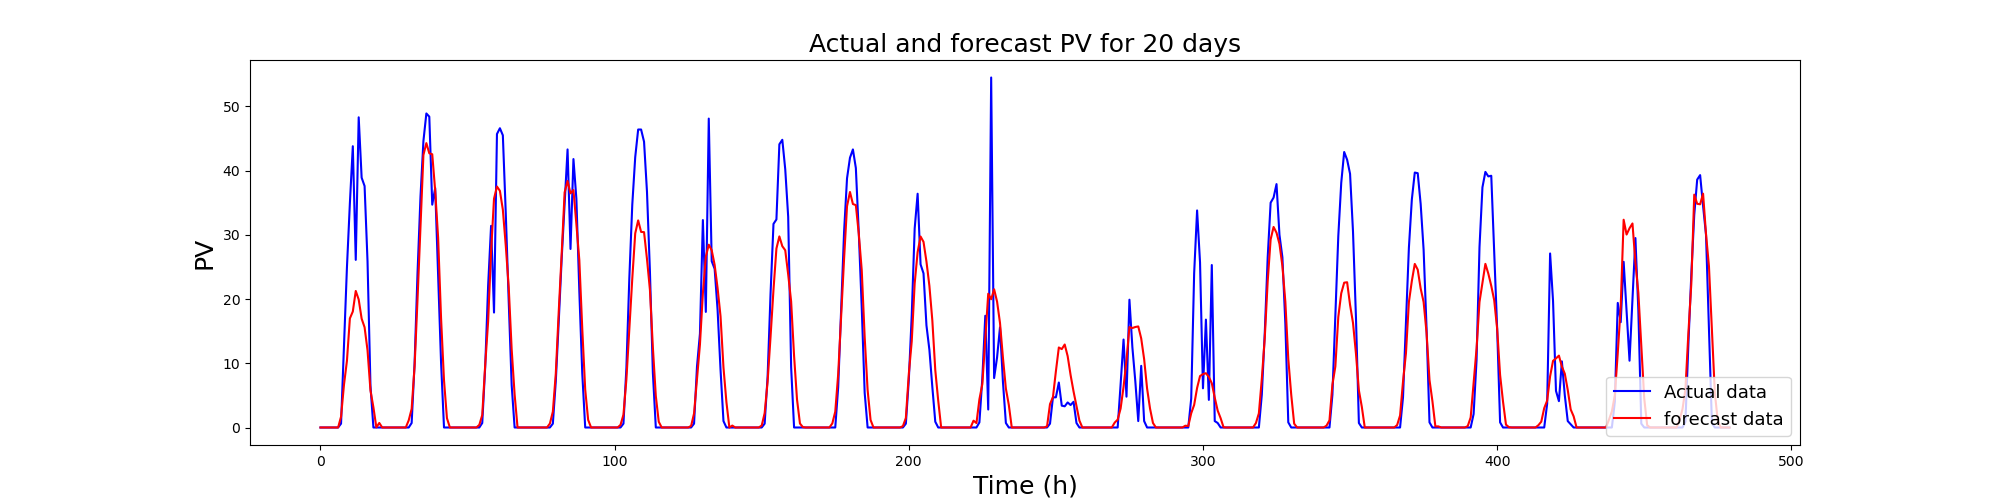 Actual and forecast PV for 20 days
50
40
30
20
10
0
PV
0 100 200 300 400 500
Time (h)
Actual data
forecast data